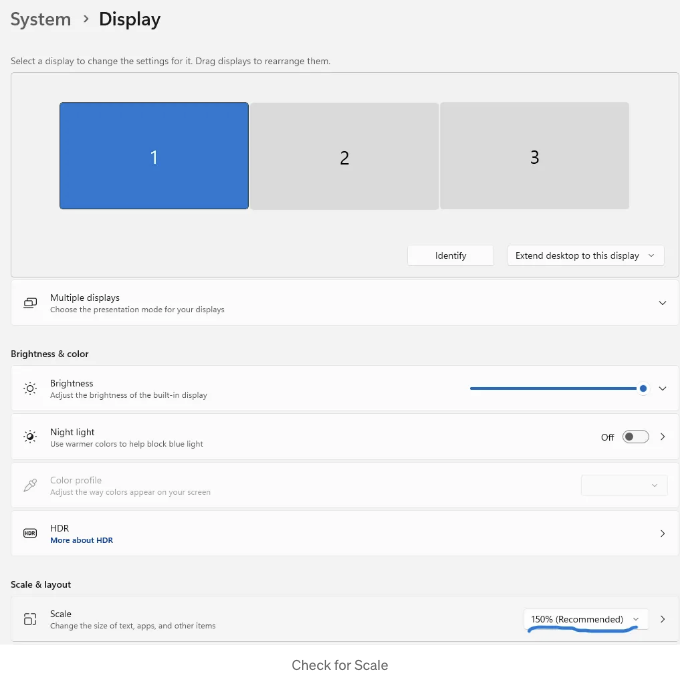 System > Display
Select a display to change the settings for it. Drag displays to rearrange them.
1
2
3
Identify
Extend desktop to this display
Multiple displays
Choose the presentation mode for your displays
Brightness & color
Brightness
Adjust the brightness of the built-in display
Night light
Use warmer colors to help block blue light
Off
Color profile
Adjust the way colors appear on your screen
HDR
HDR
More about HDR
Scale & layout
Scale
Change the size of text, apps, and other items
150% (Recommended)
Check for Scale